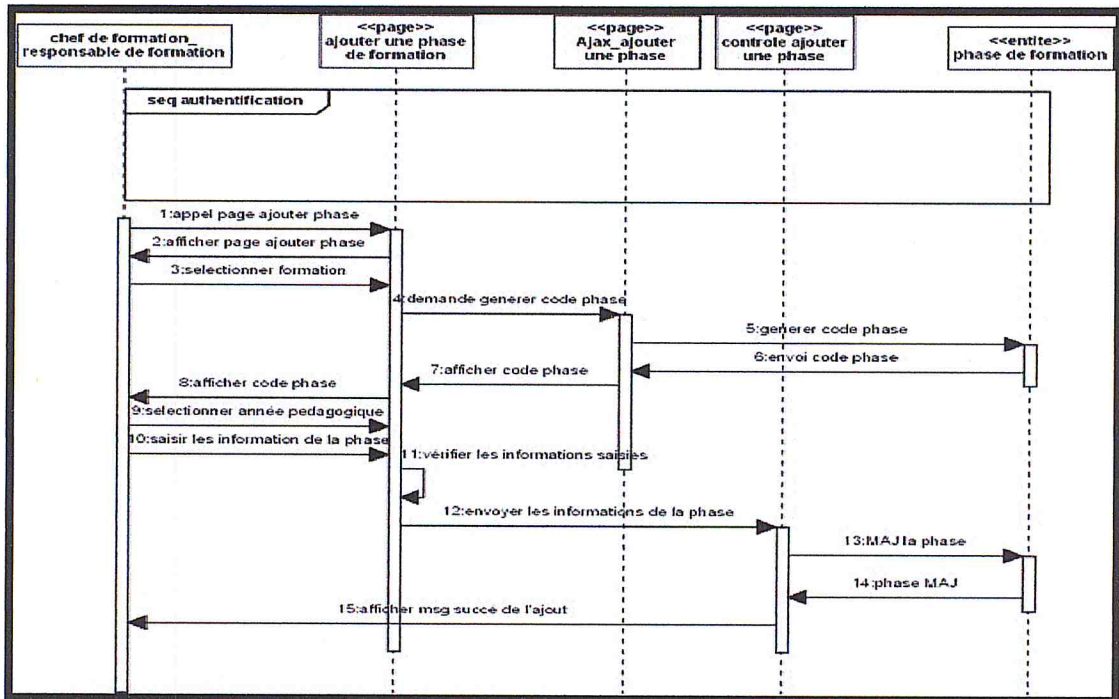 chef de formation_
responsable de formation
<<page>>
ajouter une phase
de formation
<<page>>
Ajax_ajouter
une phase
<<page>>
controle ajouter
une phase
<<entite>>
phase de formation
seq authentification
1:appel page ajouter phase
2:afficher page ajouter phase
3:selectionner formation
4:demande generer code phase
5:generer code phase
6:envoi code phase
7:afficher code phase
8:afficher code phase
9:selectionner année pedagogique
10:saisir les information de la phase
11:vérifier les informations saisies
12:envoyer les informations de la phase
13:MAJ la phase
14:phase MAJ
15:afficher msg succe de l'ajout